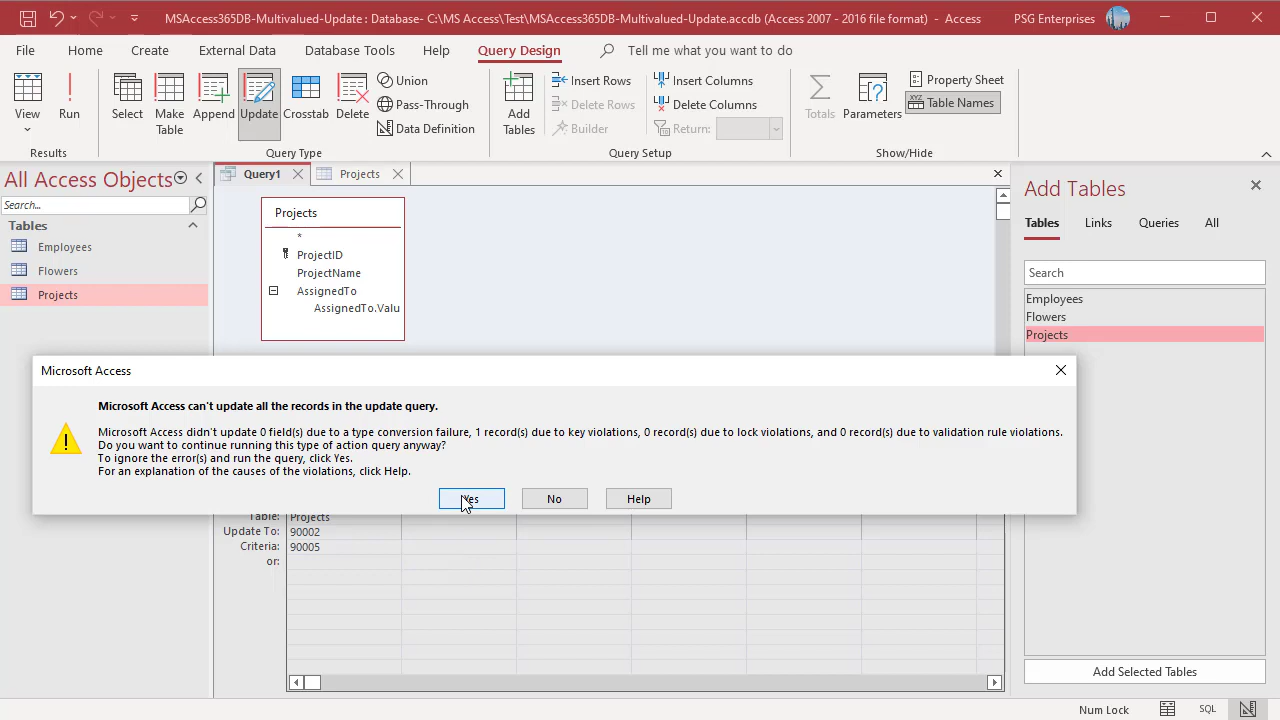 MSAccess365DB-Multivalued-Update : Database- C:\MS Access\Test\MSAccess365DB-Multivalued-Update.accdb (Access 2007 - 2016 file format) - Access
PSG Enterprises
File Home Create External Data Database Tools Help Query Design Tell me what you want to do
View
Run
Select
Make Table
Append
Update
Crosstab
Delete
Union
Pass-Through
Data Definition
Add Tables
Insert Rows
Delete Rows
Builder
Insert Columns
Delete Columns
Return:
Totals
Parameters
Property Sheet
Table Names
Results
Query Type
Query Setup
Show/Hide
All Access Objects
Search...
Tables
Employees
Flowers
Projects
Query1
Projects
Projects
*
ProjectID
ProjectName
AssignedTo
AssignedTo.Valu
Microsoft Access
Microsoft Access can't update all the records in the update query.
Microsoft Access didn't update 0 field(s) due to a type conversion failure, 1 record(s) due to key violations, 0 record(s) due to lock violations, and 0 record(s) due to validation rule violations.
Do you want to continue running this type of action query anyway?
To ignore the error(s) and run the query, click Yes.
For an explanation of the causes of the violations, click Help.
Yes
No
Help
Table: Projects
Update To: 90002
Criteria: 90005
or:
Add Tables
Tables Links Queries All
Search
Employees
Flowers
Projects
Add Selected Tables
Num Lock
SQL